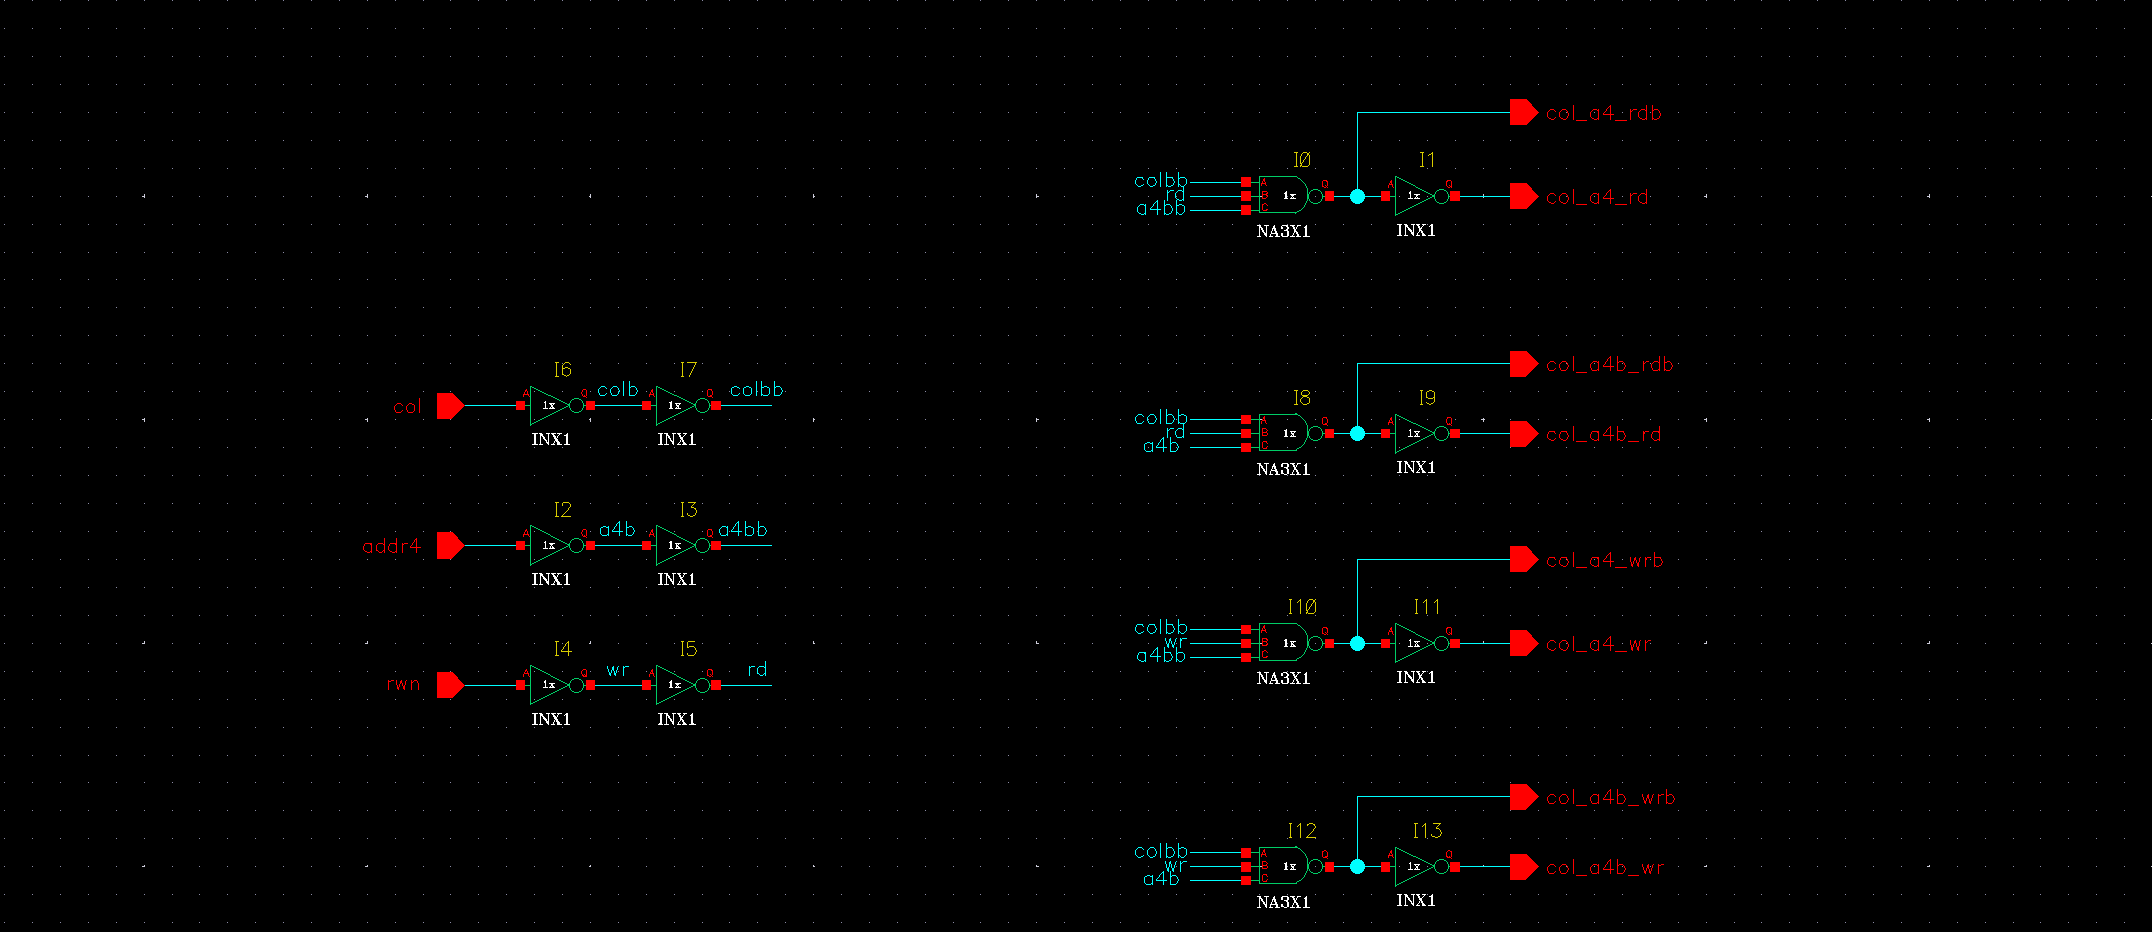 col_a4_rdb
I0
I1
colbb
A
Q
A
Q
rd
B
1x
1x
col_a4_rd
a4bb
C
NA3X1
INX1
col_a4b_rdb
I8
I9
colbb
A
Q
A
Q
rd
B
1x
1x
col_a4b_rd
a4b
C
NA3X1
INX1
I6
I7
colb
colbb
col
A
1x
Q
A
1x
Q
INX1
INX1
I2
I3
a4b
a4bb
addr4
A
1x
Q
A
1x
Q
INX1
INX1
col_a4_wrb
I10
I11
colbb
A
Q
A
Q
wr
B
1x
1x
col_a4_wr
a4bb
C
NA3X1
INX1
I4
I5
wr
rd
rwn
A
1x
Q
A
1x
Q
INX1
INX1
col_a4b_wrb
I12
I13
colbb
A
Q
A
Q
wr
B
1x
1x
col_a4b_wr
a4b
C
NA3X1
INX1